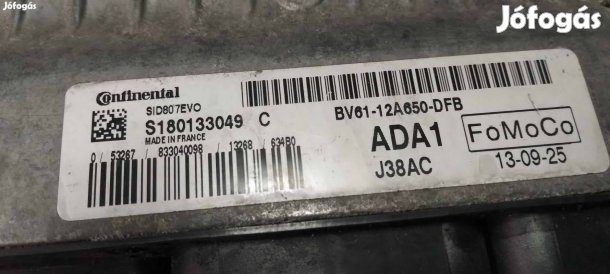 Jófogás
Jófogás
Continental
SID807EVO
S180133049 C
MADE IN FRANCE
0 / 53267 / 833040098 / 13268 / 634B0
BV61-12A650-DFB
ADA1
FoMoCo
J38AC
13-09-25